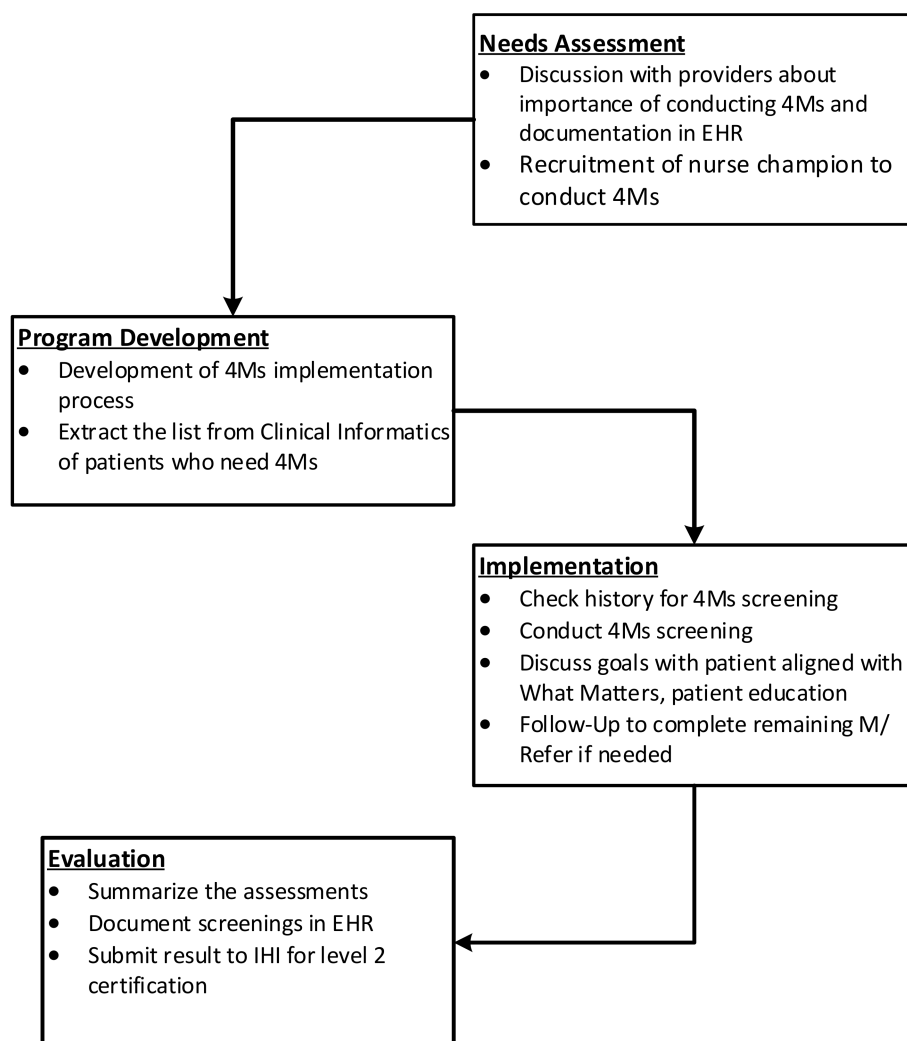 Needs Assessment
• Discussion with providers about
importance of conducting 4Ms and
documentation in EHR
• Recruitment of nurse champion to
conduct 4Ms
Program Development
• Development of 4Ms implementation
process
• Extract the list from Clinical Informatics
of patients who need 4Ms
Implementation
• Check history for 4Ms screening
• Conduct 4Ms screening
• Discuss goals with patient aligned with
What Matters, patient education
• Follow-Up to complete remaining M/
Refer if needed
Evaluation
• Summarize the assessments
• Document screenings in EHR
• Submit result to IHI for level 2
certification